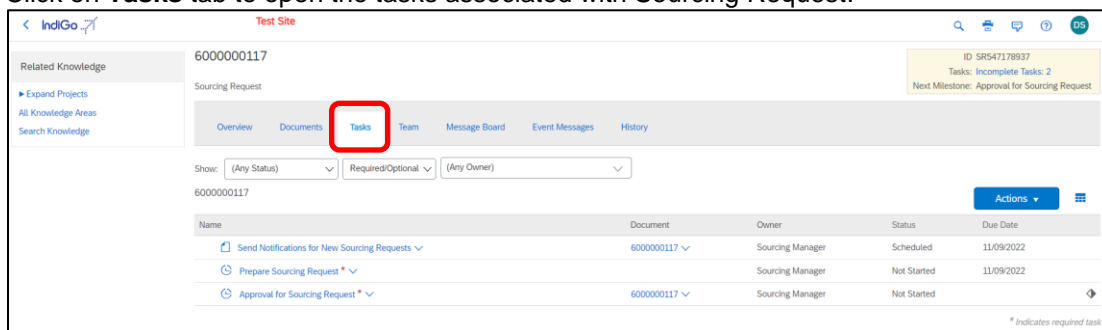 Click on Tasks tab to open the tasks associated with Sourcing Request.
IndiGo
Test Site
DS
Related Knowledge
Expand Projects
All Knowledge Areas
Search Knowledge
6000000117
Sourcing Request
ID SR547178937
Tasks: Incomplete Tasks: 2
Next Milestone: Approval for Sourcing Request
Overview Documents Tasks Team Message Board Event Messages History
Show: (Any Status) Required/Optional (Any Owner)
6000000117
Actions
Name Document Owner Status Due Date
Send Notifications for New Sourcing Requests 6000000117 Sourcing Manager Scheduled 11/09/2022
Prepare Sourcing Request * Sourcing Manager Not Started 11/09/2022
Approval for Sourcing Request * 6000000117 Sourcing Manager Not Started
* Indicates required task